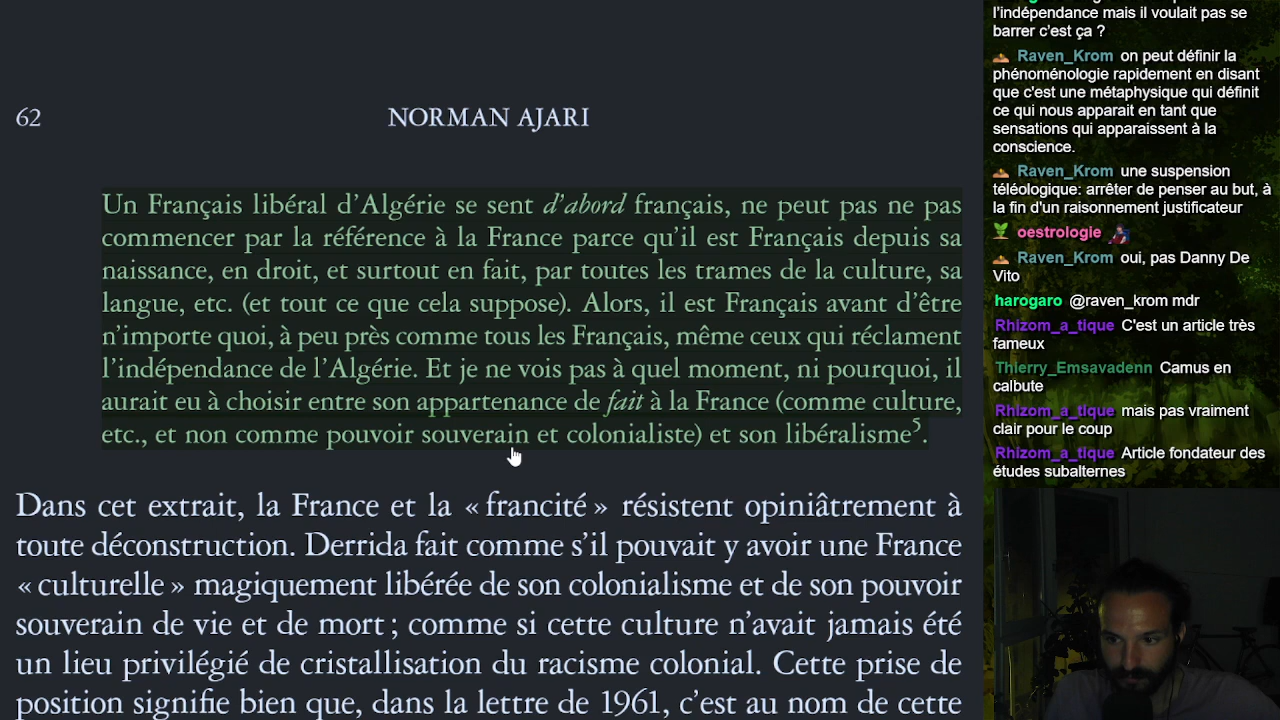 62
NORMAN AJARI
Un Français libéral d’Algérie se sent d’abord français, ne peut pas ne pas
commencer par la référence à la France parce qu’il est Français depuis sa
naissance, en droit, et surtout en fait, par toutes les trames de la culture, sa
langue, etc. (et tout ce que cela suppose). Alors, il est Français avant d’être
n’importe quoi, à peu près comme tous les Français, même ceux qui réclament
l’indépendance de l’Algérie. Et je ne vois pas à quel moment, ni pourquoi, il
aurait eu à choisir entre son appartenance de fait à la France (comme culture,
etc., et non comme pouvoir souverain et colonialiste) et son libéralisme⁵.
Dans cet extrait, la France et la « francité » résistent opiniâtrement à
toute déconstruction. Derrida fait comme s’il pouvait y avoir une France
« culturelle » magiquement libérée de son colonialisme et de son pouvoir
souverain de vie et de mort ; comme si cette culture n’avait jamais été
un lieu privilégié de cristallisation du racisme colonial. Cette prise de
position signifie bien que, dans la lettre de 1961, c’est au nom de cette
l'indépendance mais il voulait pas se
barrer c'est ça ?
Raven_Krom on peut définir la
phénoménologie rapidement en disant
que c'est une métaphysique qui définit
ce qui nous apparait en tant que
sensations qui apparaissent à la
conscience.
Raven_Krom une suspension
téléologique: arrêter de penser au but, à
la fin d'un raisonnement justificateur
oestrologie
Raven_Krom oui, pas Danny De
Vito
harogaro @raven_krom mdr
Rhizom_a_tique C'est un article très
fameux
Thierry_Emsavadenn Camus en
calbute
Rhizom_a_tique mais pas vraiment
clair pour le coup
Rhizom_a_tique Article fondateur des
études subalternes